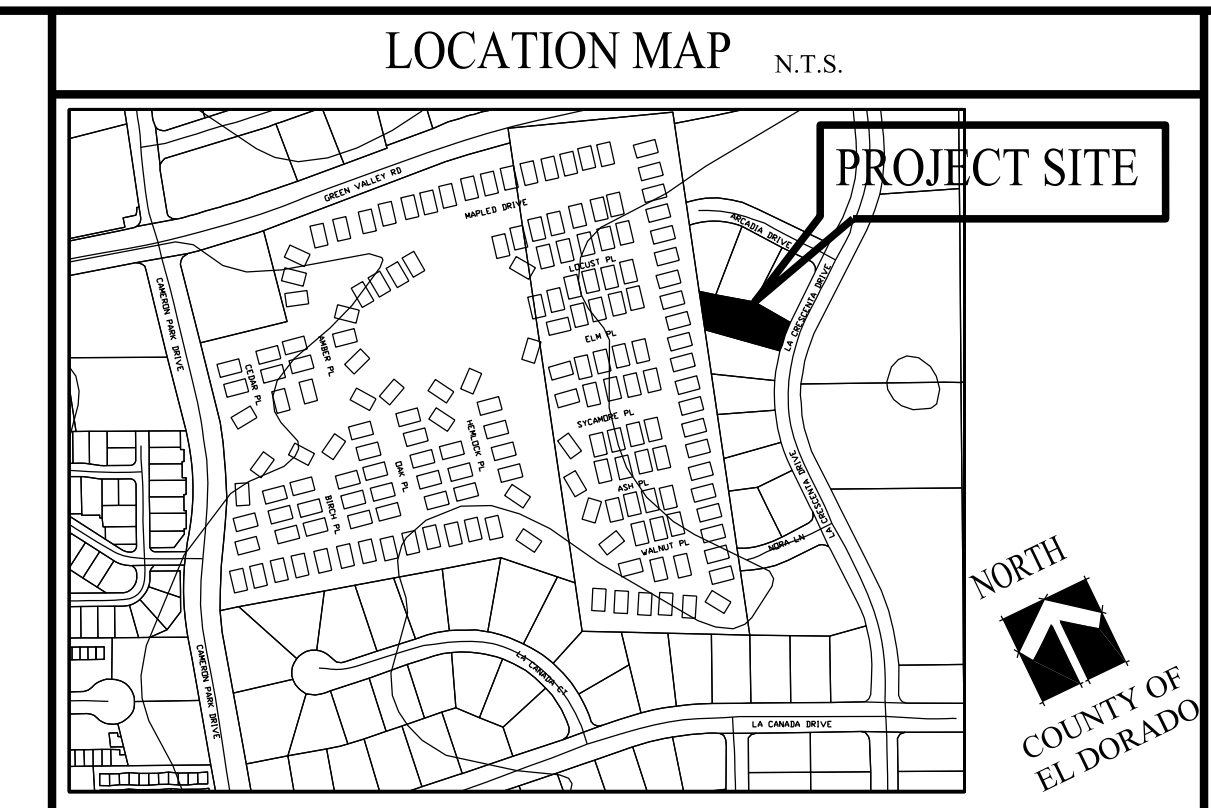 LOCATION MAP N.T.S.
PROJECT SITE
GREEN VALLEY RD
MAPLED DRIVE
ARCADIA DRIVE
LOCUST PL
CAMERON PARK DRIVE
LA CRESCENTA DRIVE
ELM PL
AMBER PL
CEDAR PL
SYCAMORE PL
HEMLOCK PL
OAK PL
ASH PL
LA CRESCENTA DRIVE
BIRCH PL
WALNUT PL
NORA LN
NORTH
LA CANADA CT
CAMERON PARK DRIVE
LA CANADA DRIVE
COUNTY OF
EL DORADO